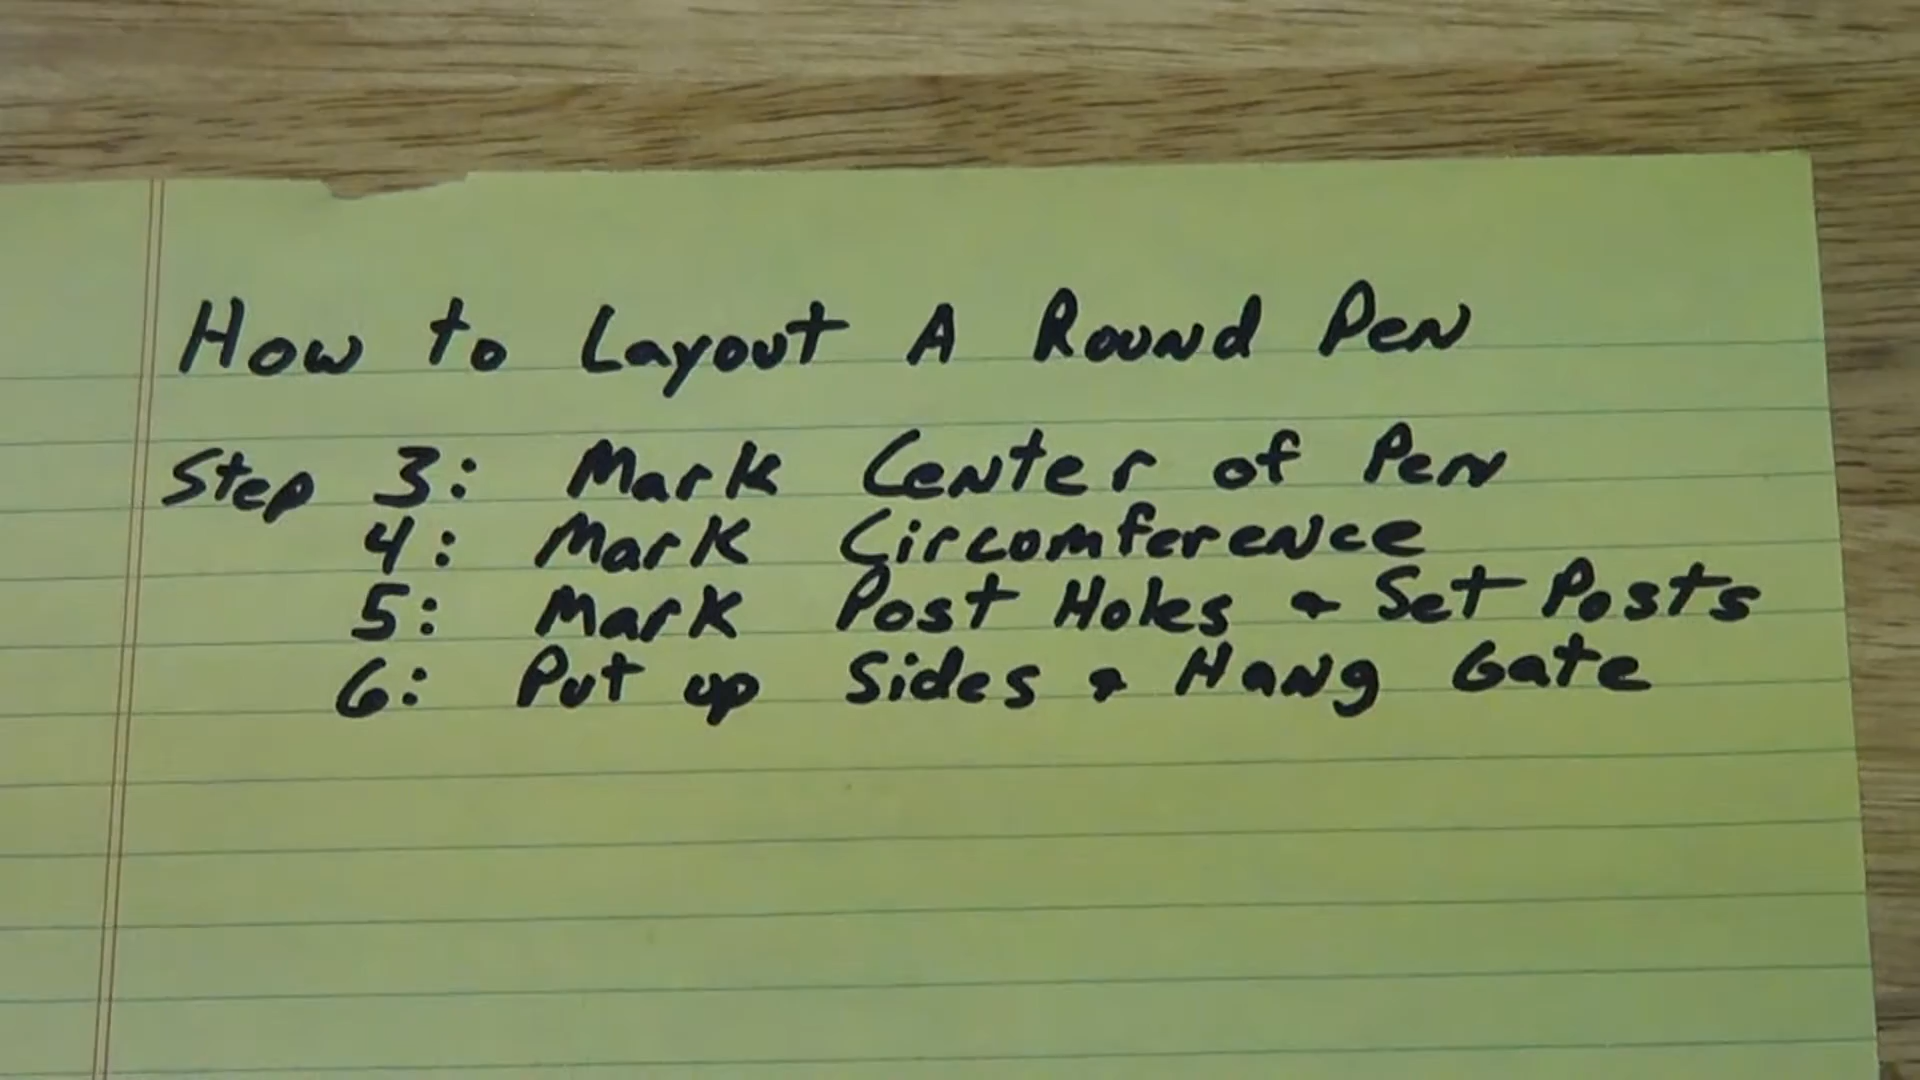 How to Layout A Round Pen
Step 3: Mark Center of Pen
4: Mark Circomference
5: Mark Post Holes & Set Posts
6: Put up Sides & Hang Gate